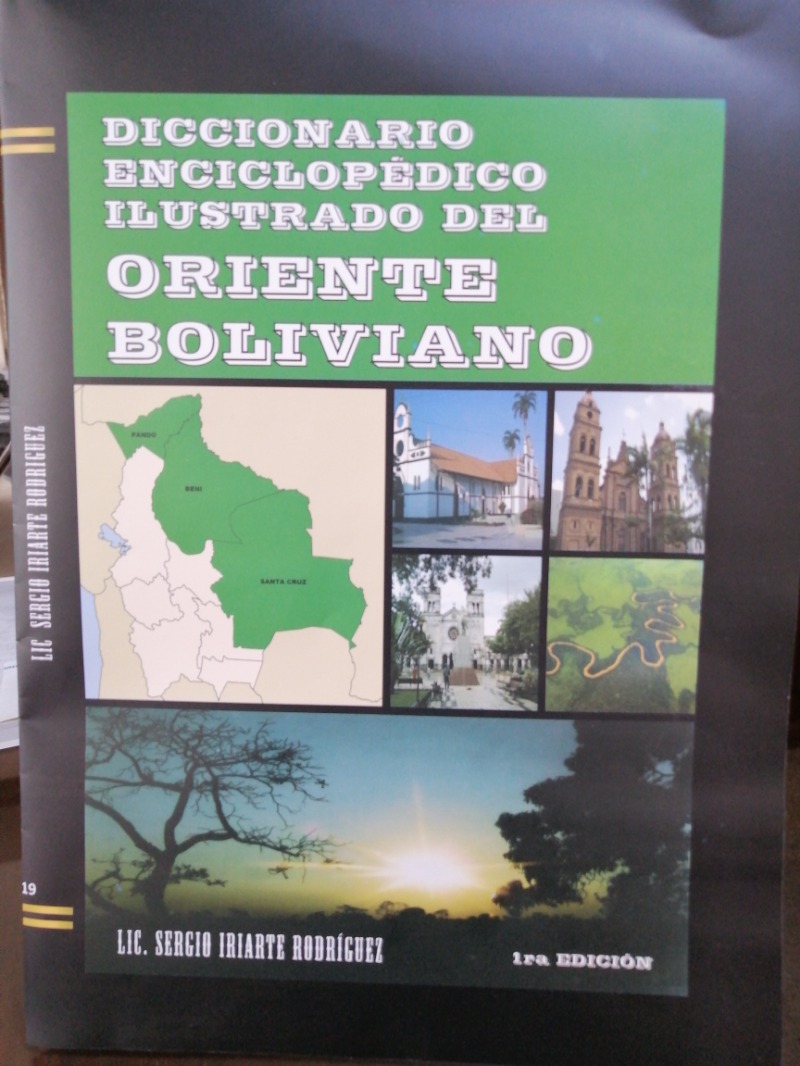 DICCIONARIO
ENCICLOPÉDICO
ILUSTRADO DEL
ORIENTE
BOLIVIANO
PANDO
BENI
SANTA CRUZ
LIC. SERGIO IRIARTE RODRÍGUEZ
1ra EDICIÓN
LIC SERGIO IRIARTE RODRIGUEZ
19